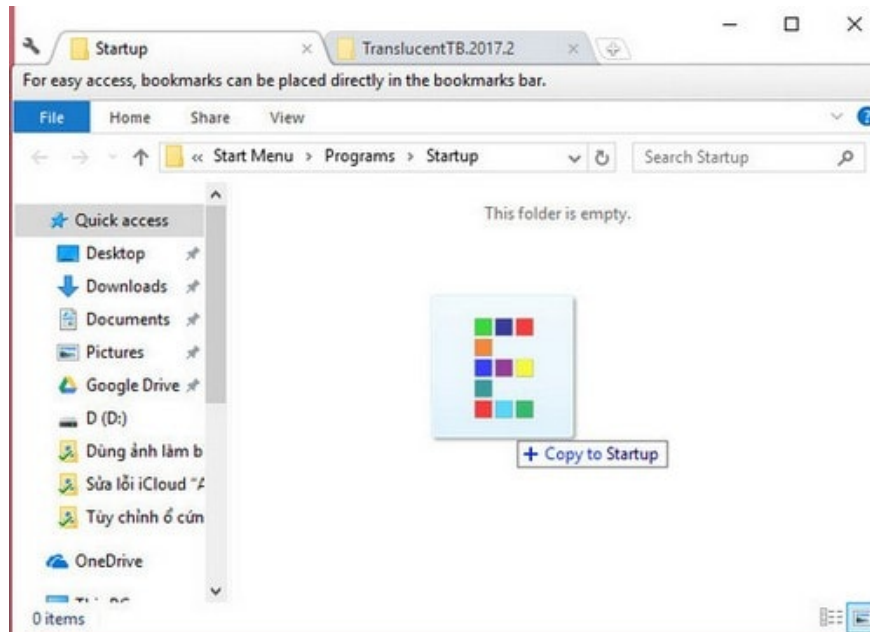 Startup
TranslucentTB.2017.2
For easy access, bookmarks can be placed directly in the bookmarks bar.
File Home Share View
« Start Menu > Programs > Startup
Search Startup
This folder is empty.
Quick access
Desktop
Downloads
Documents
Pictures
Google Drive
D (D:)
Dùng ảnh làm b
Sửa lỗi iCloud "A
Tùy chỉnh ổ cứn
OneDrive
+ Copy to Startup
0 items